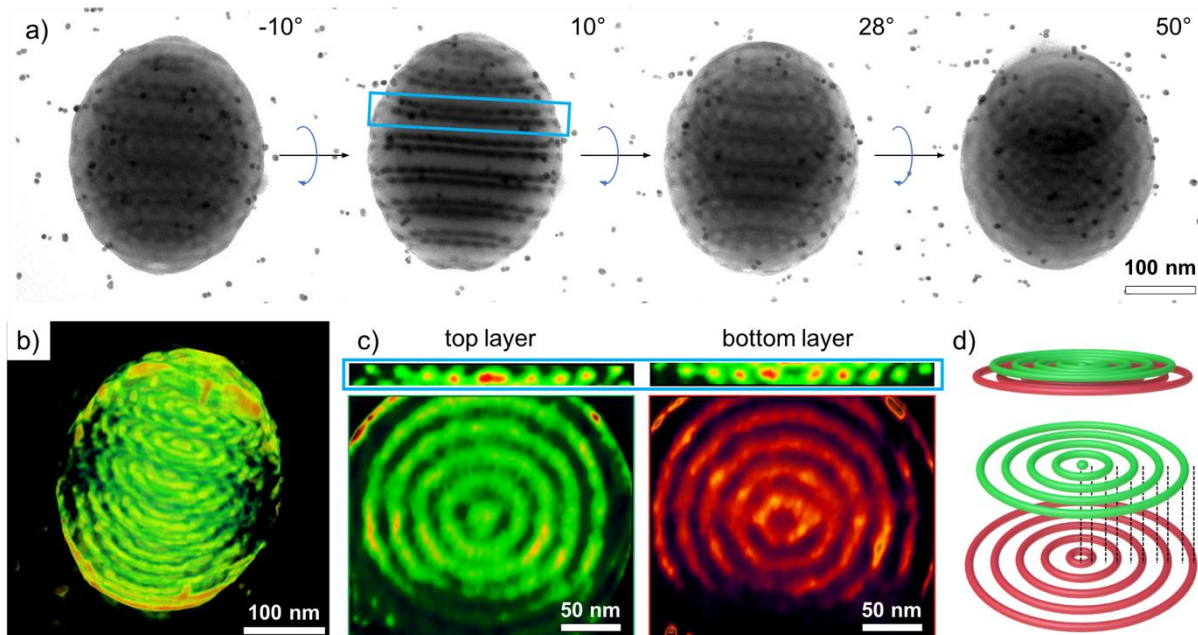 a)
-10°
10°
28°
50°
100 nm
b)
c)
top layer
bottom layer
d)
100 nm
50 nm
50 nm